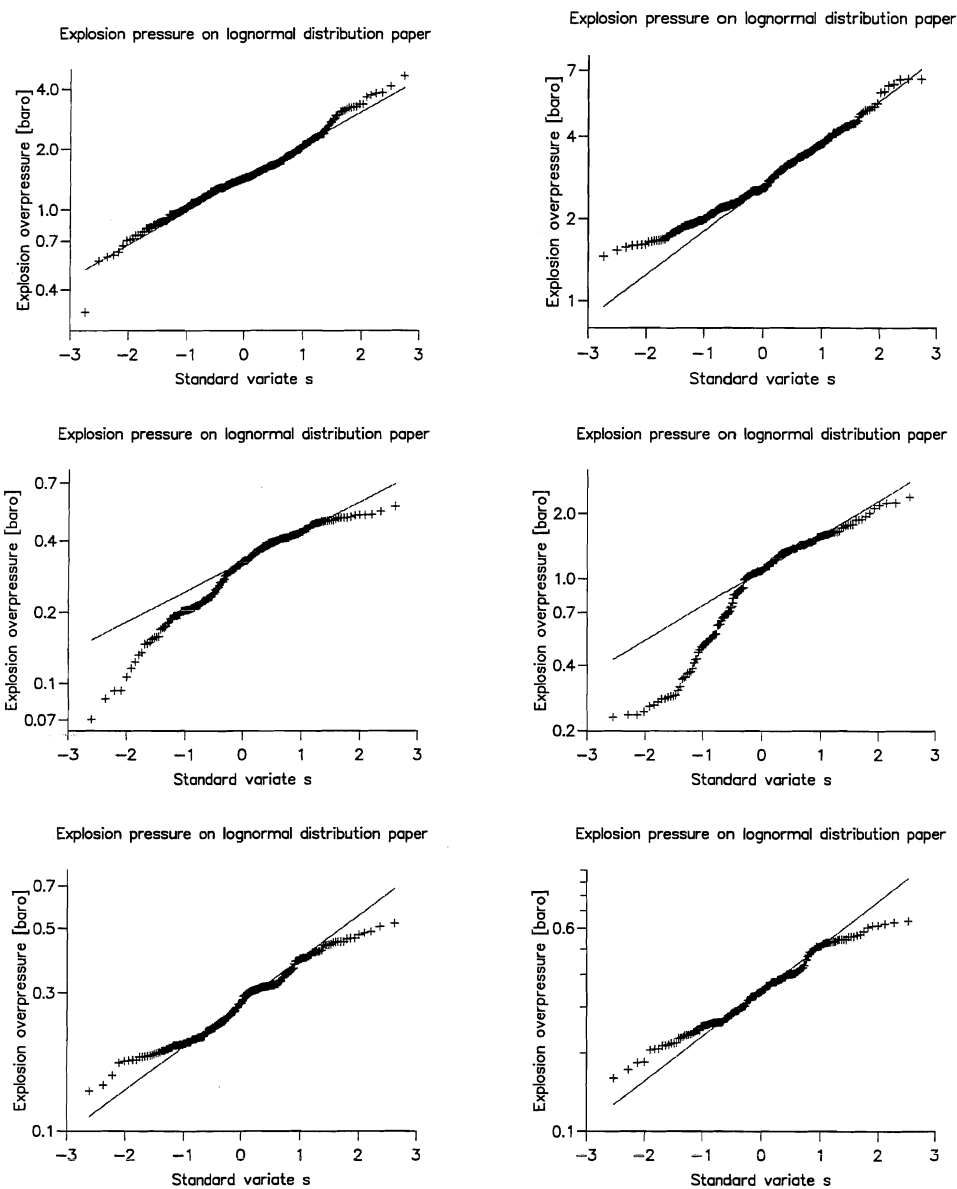 Explosion pressure on lognormal distribution paper
Explosion overpressure [baro]
4.0
2.0
1.0
0.7
0.4
−3 −2 −1 0 1 2 3
Standard variate s
Explosion pressure on lognormal distribution paper
Explosion overpressure [baro]
7
4
2
1
−3 −2 −1 0 1 2 3
Standard variate s
Explosion pressure on lognormal distribution paper
Explosion overpressure [baro]
0.7
0.4
0.2
0.1
0.07
−3 −2 −1 0 1 2 3
Standard variate s
Explosion pressure on lognormal distribution paper
Explosion overpressure [baro]
2.0
1.0
0.7
0.4
0.2
−3 −2 −1 0 1 2 3
Standard variate s
Explosion pressure on lognormal distribution paper
Explosion overpressure [baro]
0.7
0.5
0.3
0.1
−3 −2 −1 0 1 2 3
Standard variate s
Explosion pressure on lognormal distribution paper
Explosion overpressure [baro]
0.6
0.1
−3 −2 −1 0 1 2 3
Standard variate s